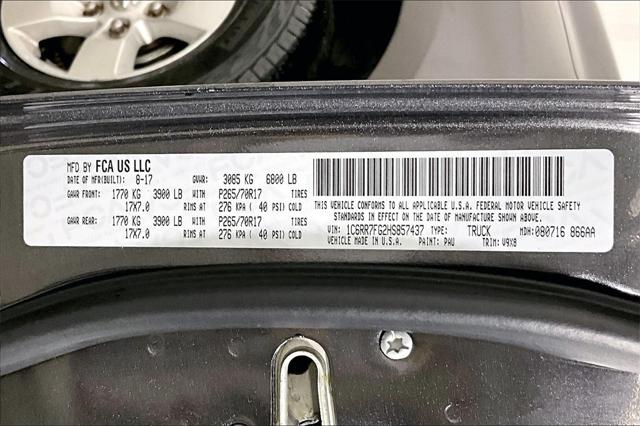 MFD BY FCA US LLC
DATE OF MFR(BUILT): 8-17 GVWR: 3085 KG 6800 LB
GAWR FRONT: 1770 KG 3900 LB WITH P265/70R17 TIRES
17X7.0 RIMS AT 276 KPA ( 40 PSI) COLD
GAWR REAR: 1770 KG 3900 LB WITH P265/70R17 TIRES
17X7.0 RIMS AT 276 KPA ( 40 PSI) COLD
THIS VEHICLE CONFORMS TO ALL APPLICABLE U.S.A. FEDERAL MOTOR VEHICLE SAFETY
STANDARDS IN EFFECT ON THE DATE OF MANUFACTURE SHOWN ABOVE.
VIN: 1C6RR7FG2HS857437 TYPE: TRUCK MDH: 080716 866AA
VEHICLE MADE IN U.S.A. PAINT: PAU TRIM: V9X8